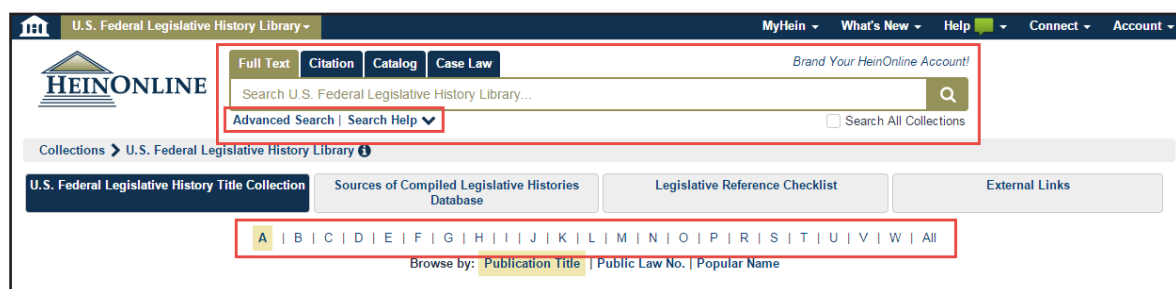 U.S. Federal Legislative History Library MyHein What's New Help Connect Account
HEINONLINE
Full Text Citation Catalog Case Law Brand Your HeinOnline Account!
Search U.S. Federal Legislative History Library...
Advanced Search | Search Help Search All Collections
Collections U.S. Federal Legislative History Library
U.S. Federal Legislative History Title Collection
Sources of Compiled Legislative Histories
Database
Legislative Reference Checklist
External Links
A | B | C | D | E | F | G | H | I | J | K | L | M | N | O | P | R | S | T | U | V | W | All
Browse by: Publication Title | Public Law No. | Popular Name